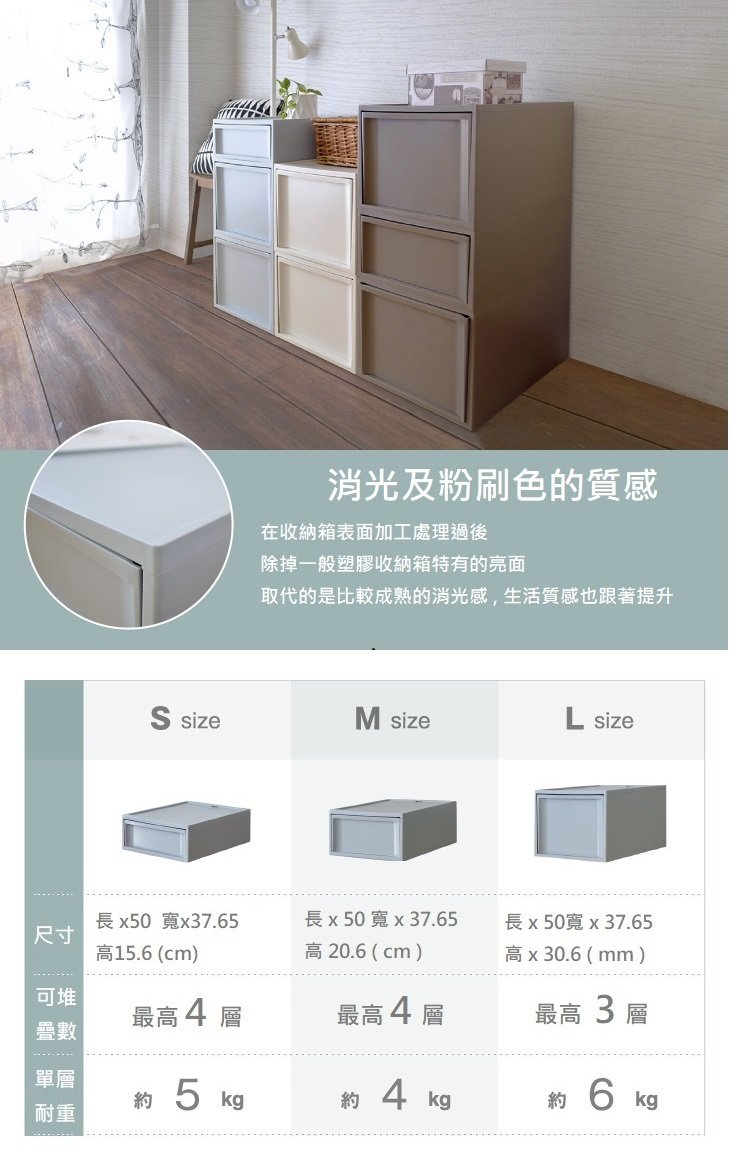 消光及粉刷色的質感
在收納箱表面加工處理過後
除掉一般塑膠收納箱特有的亮面
取代的是比較成熟的消光感 , 生活質感也跟著提升
S size
M size
L size
尺寸
長 x50 寬x37.65
高15.6 (cm)
長 x 50 寬 x 37.65
高 20.6 ( cm )
長 x 50寬 x 37.65
高 x 30.6 ( mm )
可堆
疊數
最高 4 層
最高 4 層
最高 3 層
單層
耐重
約 5 kg
約 4 kg
約 6 kg